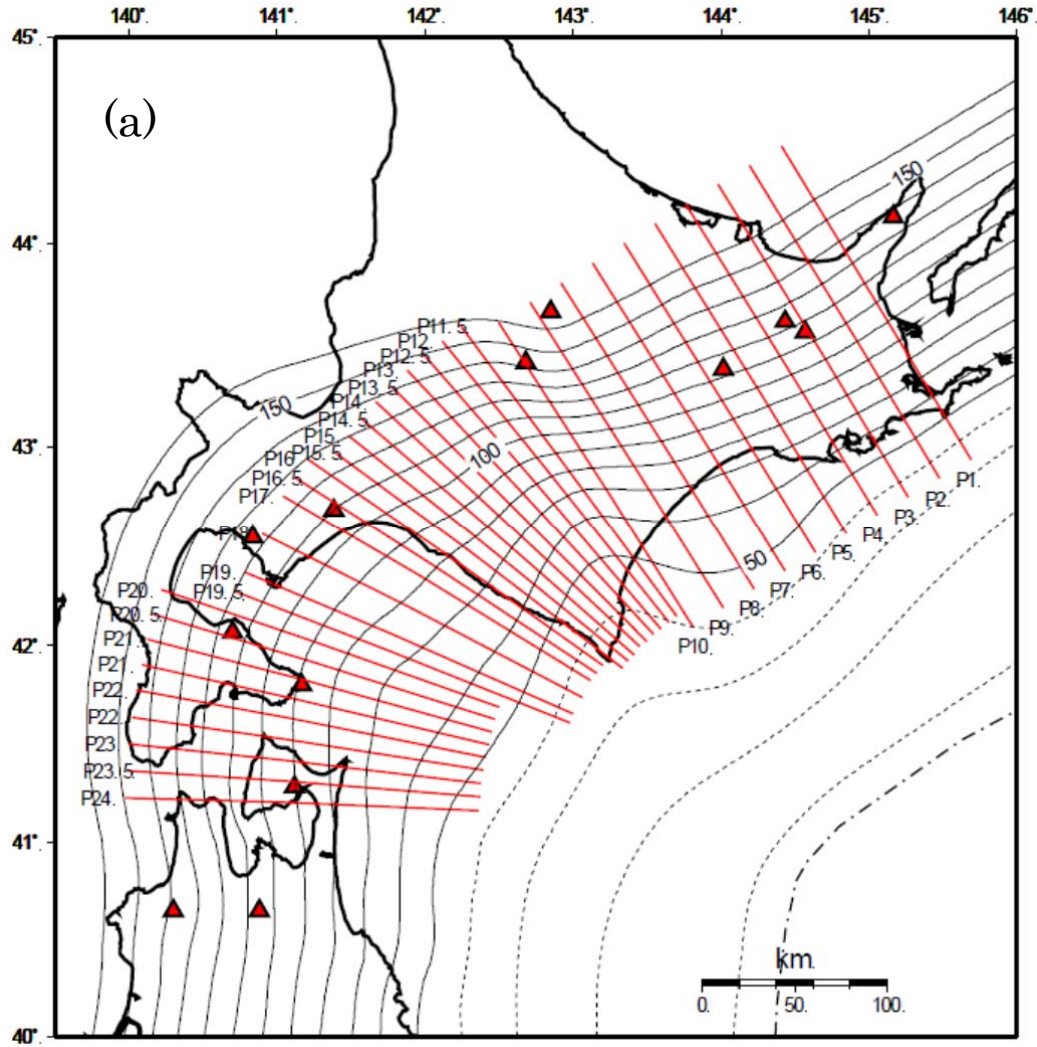 140°. 141°. 142°. 143°. 144°. 145°. 146°.
45°.
(a)
150
44°.
P11. 5.
P12.
P12. 5.
P13.
P13. 5.
P14.
P14. 5.
150
43°.
P15.
P15. 5.
100
P16.
P16. 5.
P17.
P1.
P2.
P3.
P4.
P18.
P5.
50
P6.
P7.
P19.
P19. 5.
P20.
P8.
P20. 5.
P9.
42°.
P21.
P10.
P21.
P22.
P22.
P23.
P23. 5.
P24.
41°.
km.
0. 50. 100.
40°.